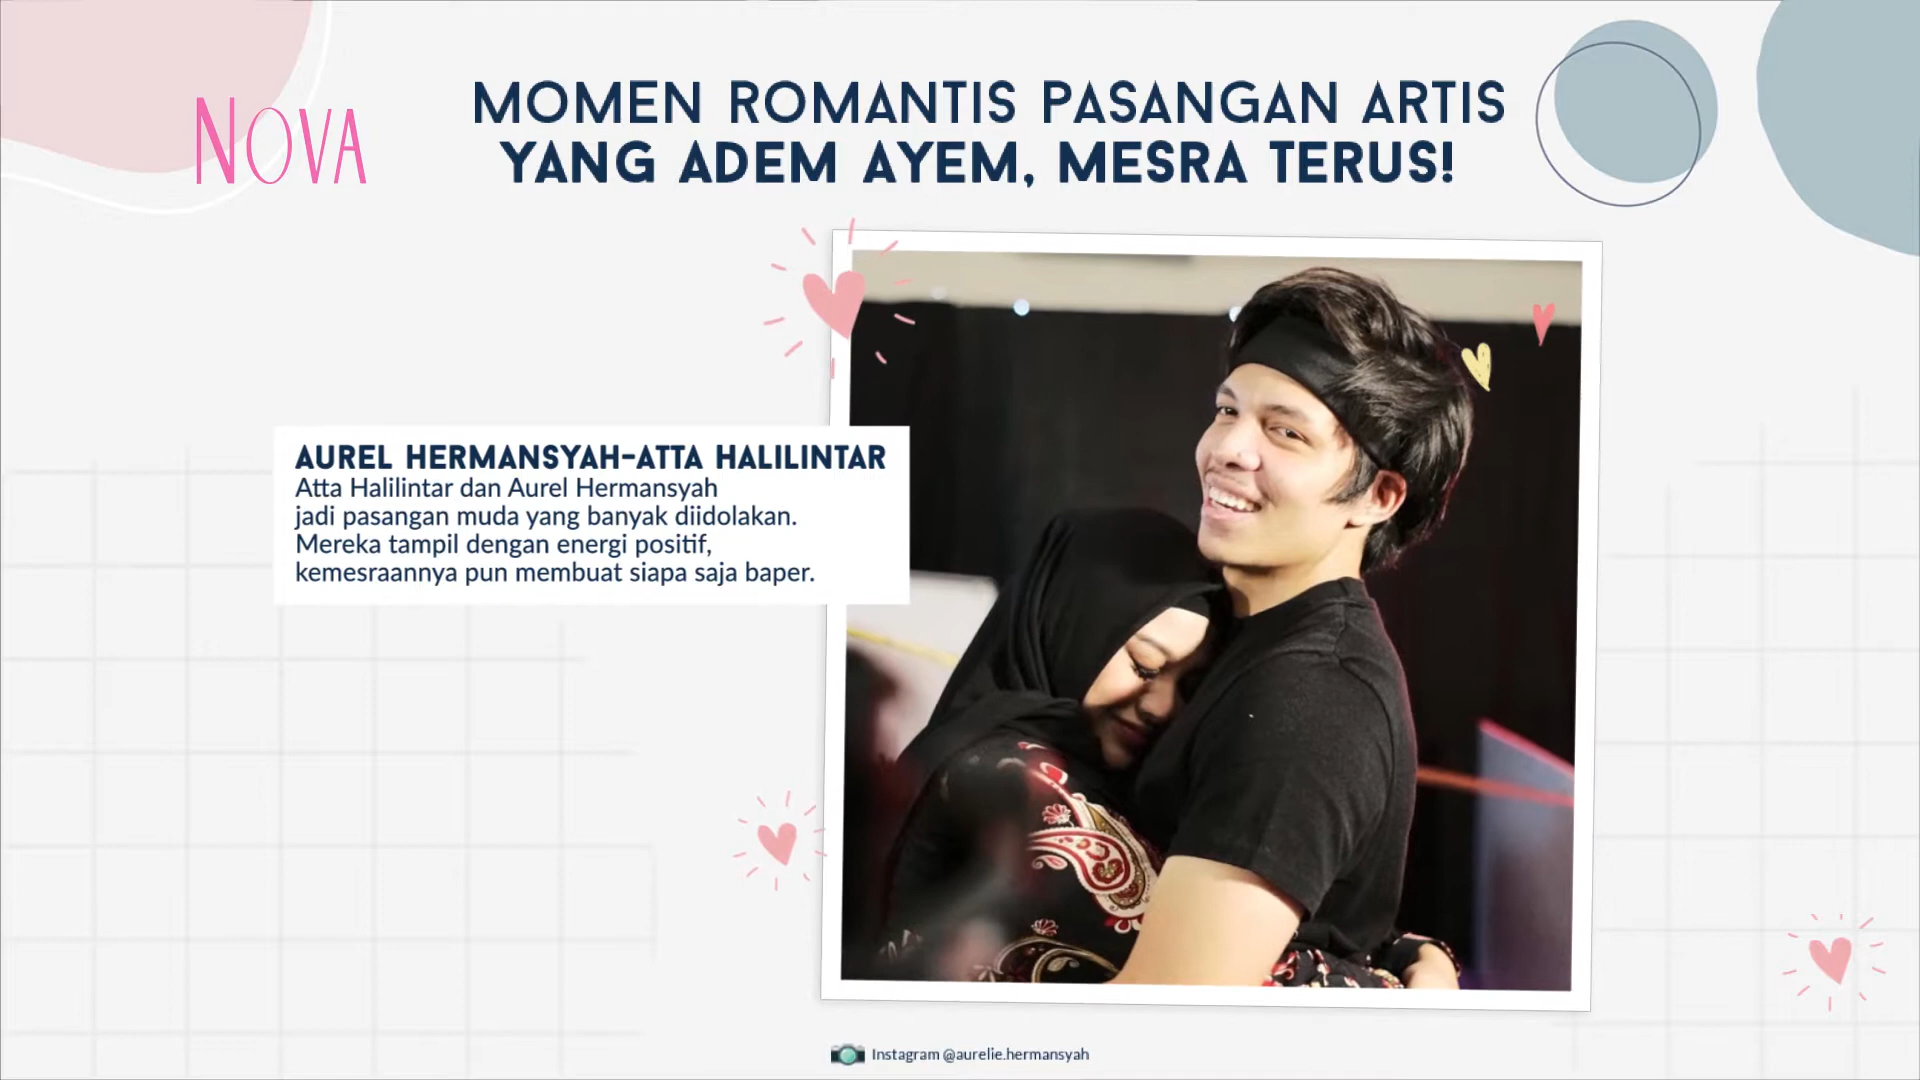 NOVA
MOMEN ROMANTIS PASANGAN ARTIS
YANG ADEM AYEM, MESRA TERUS!
AUREL HERMANSYAH-ATTA HALILINTAR
Atta Halilintar dan Aurel Hermansyah
jadi pasangan muda yang banyak diidolakan.
Mereka tampil dengan energi positif,
kemesraannya pun membuat siapa saja baper.
Instagram @aurelie.hermansyah